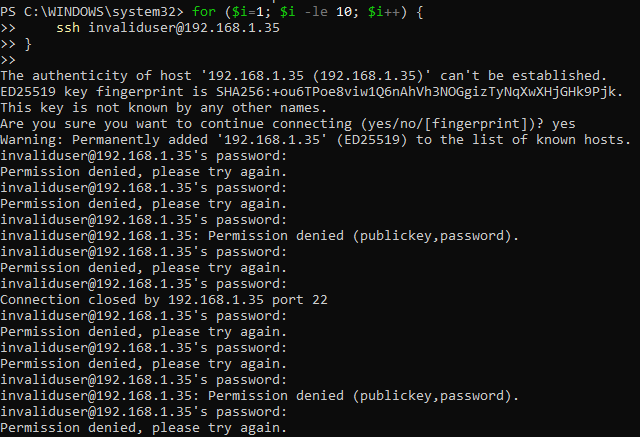 PS C:\WINDOWS\system32> for ($i=1; $i -le 10; $i++) {
>>     ssh invaliduser@192.168.1.35
>> }
>>
The authenticity of host '192.168.1.35 (192.168.1.35)' can't be established.
ED25519 key fingerprint is SHA256:+ou6TPoe8viw1Q6nAhVh3NOGgizTyNqXwXHjGHk9Pjk.
This key is not known by any other names.
Are you sure you want to continue connecting (yes/no/[fingerprint])? yes
Warning: Permanently added '192.168.1.35' (ED25519) to the list of known hosts.
invaliduser@192.168.1.35's password:
Permission denied, please try again.
invaliduser@192.168.1.35's password:
Permission denied, please try again.
invaliduser@192.168.1.35's password:
invaliduser@192.168.1.35: Permission denied (publickey,password).
invaliduser@192.168.1.35's password:
Permission denied, please try again.
invaliduser@192.168.1.35's password:
Connection closed by 192.168.1.35 port 22
invaliduser@192.168.1.35's password:
Permission denied, please try again.
invaliduser@192.168.1.35's password:
Permission denied, please try again.
invaliduser@192.168.1.35's password:
invaliduser@192.168.1.35: Permission denied (publickey,password).
invaliduser@192.168.1.35's password:
Permission denied, please try again.